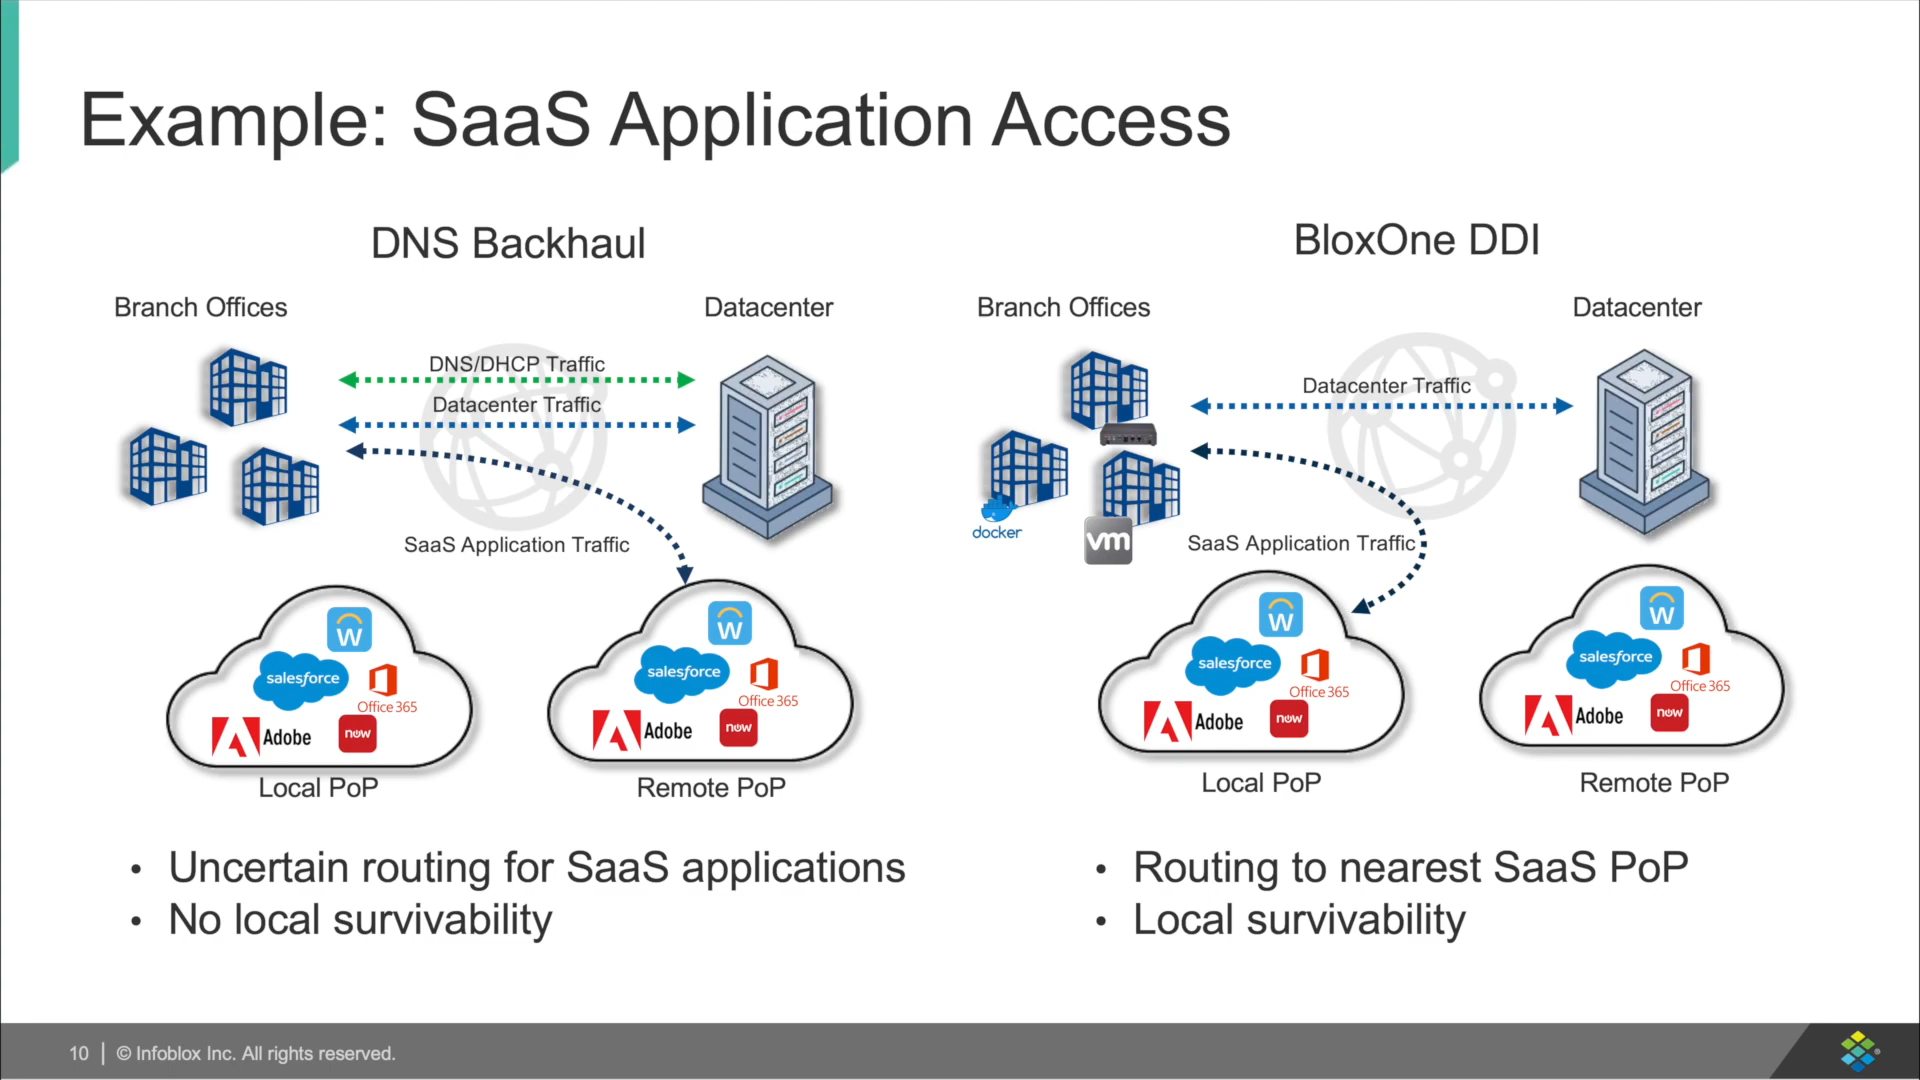 Example: SaaS Application Access
DNS Backhaul
Branch Offices
Datacenter
DNS/DHCP Traffic
Datacenter Traffic
SaaS Application Traffic
W
salesforce
Office 365
Adobe
now
Local PoP
W
salesforce
Office 365
Adobe
now
Remote PoP
• Uncertain routing for SaaS applications
• No local survivability
BloxOne DDI
Branch Offices
Datacenter
Datacenter Traffic
docker
vm
SaaS Application Traffic
W
salesforce
Office 365
Adobe
now
Local PoP
W
salesforce
Office 365
Adobe
now
Remote PoP
• Routing to nearest SaaS PoP
• Local survivability
10 | © Infoblox Inc. All rights reserved.